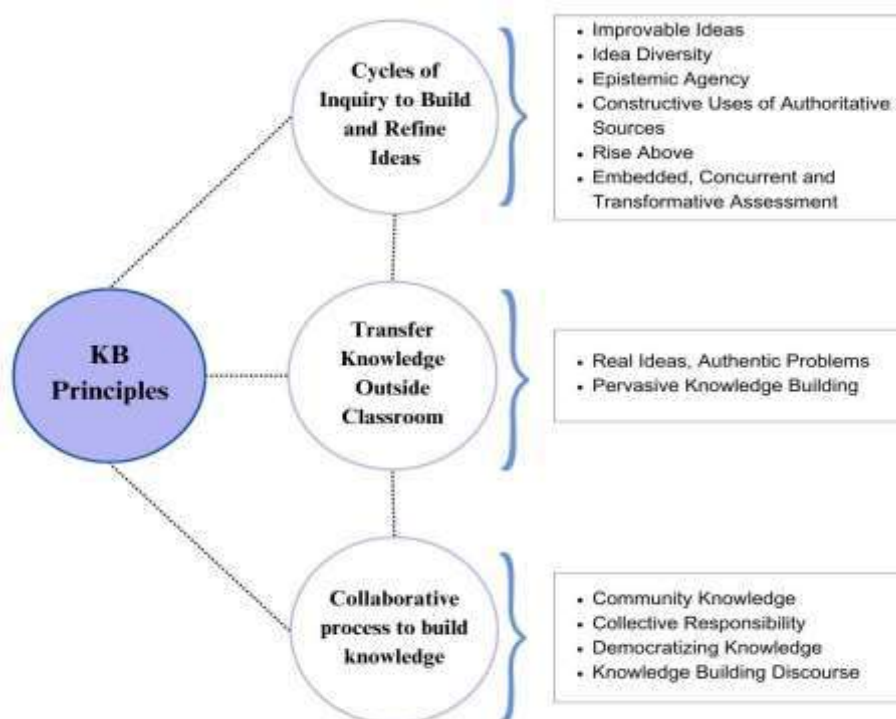 Cycles of
Inquiry to Build
and Refine
Ideas
• Improvable Ideas
• Idea Diversity
• Epistemic Agency
• Constructive Uses of Authoritative
Sources
• Rise Above
• Embedded, Concurrent and
Transformative Assessment
KB
Principles
Transfer
Knowledge
Outside
Classroom
• Real Ideas, Authentic Problems
• Pervasive Knowledge Building
Collaborative
process to build
knowledge
• Community Knowledge
• Collective Responsibility
• Democratizing Knowledge
• Knowledge Building Discourse